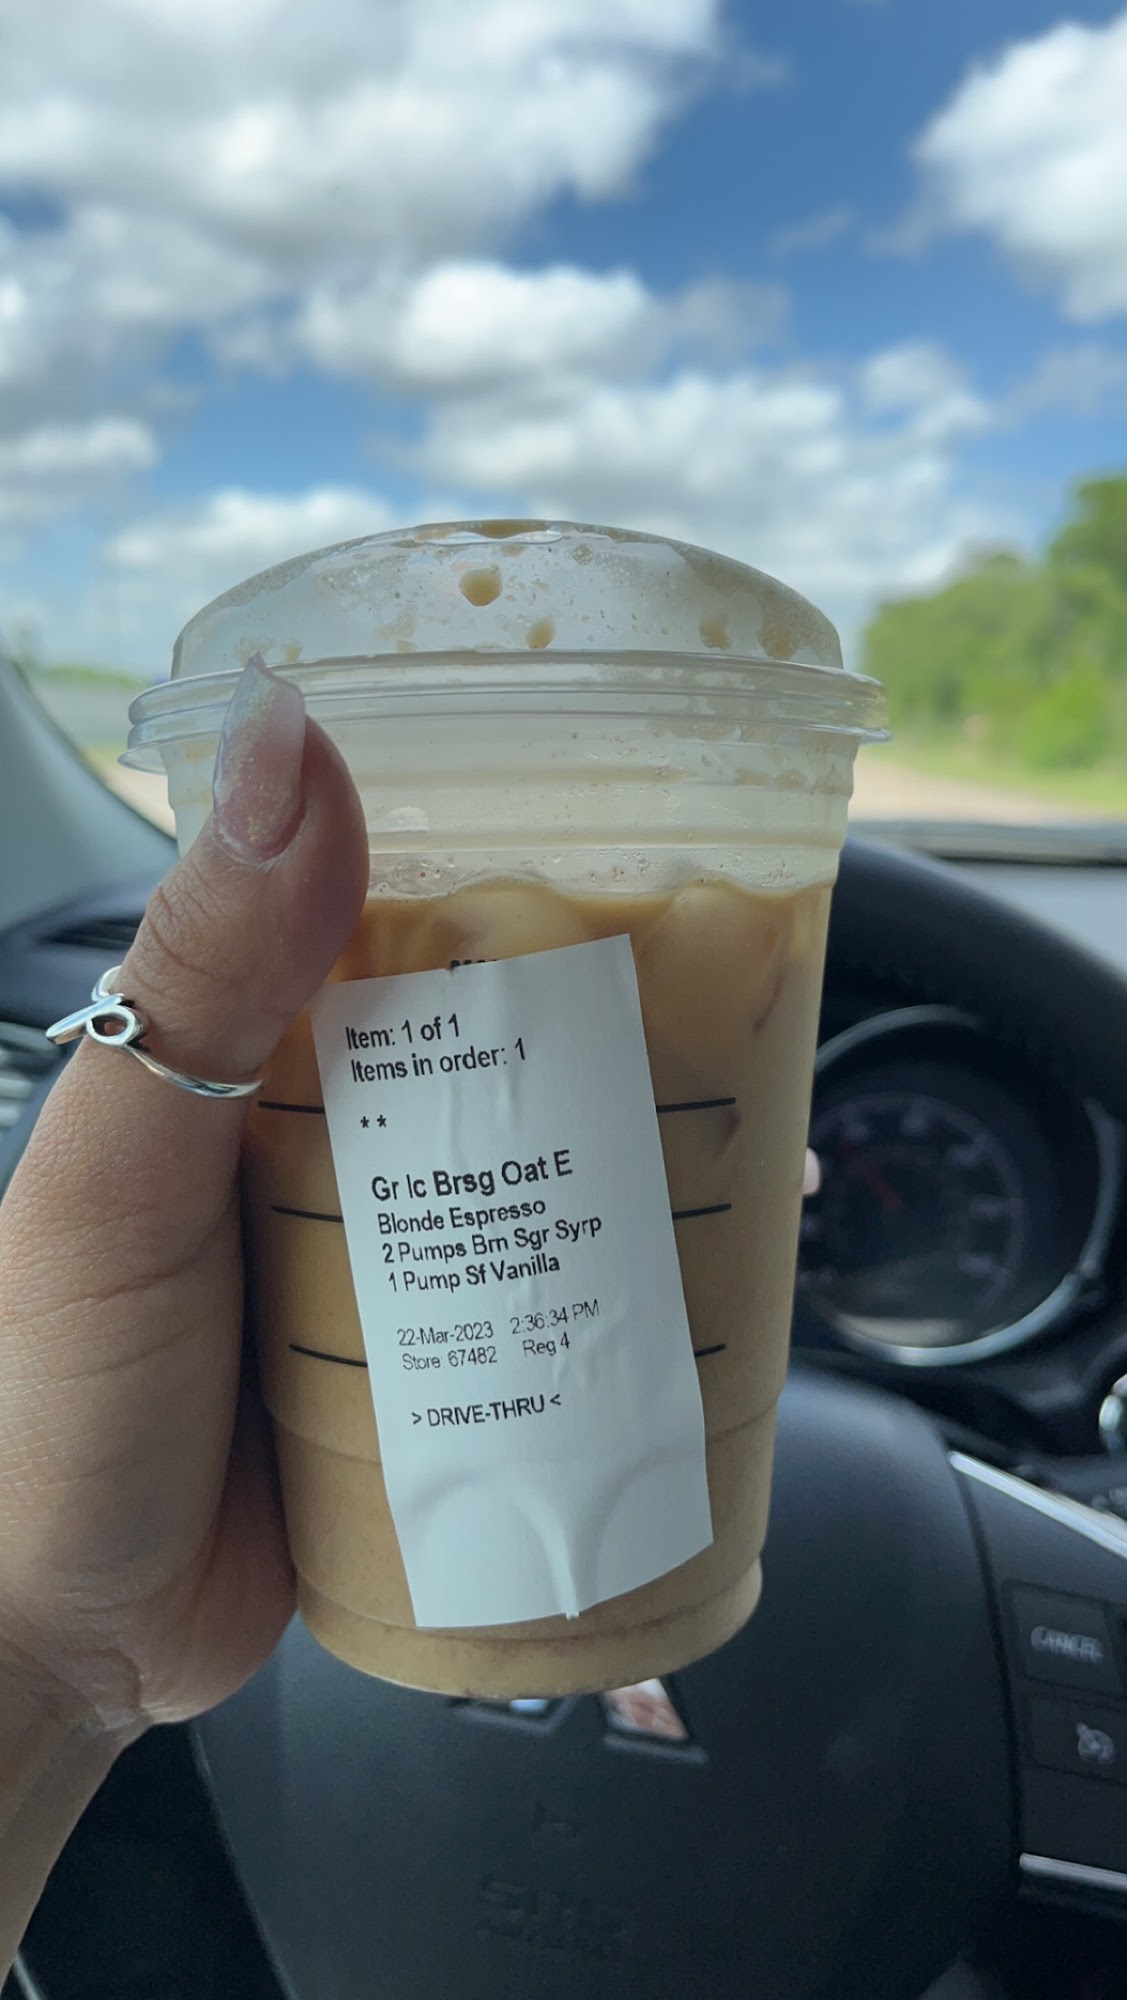 Item: 1 of 1
Items in order: 1
* *
Gr Ic Brsg Oat E
Blonde Espresso
2 Pumps Brn Sgr Syrp
1 Pump Sf Vanilla
22-Mar-2023 2:36:34 PM
Store: 67482 Reg 4
> DRIVE-THRU <
CANCEL